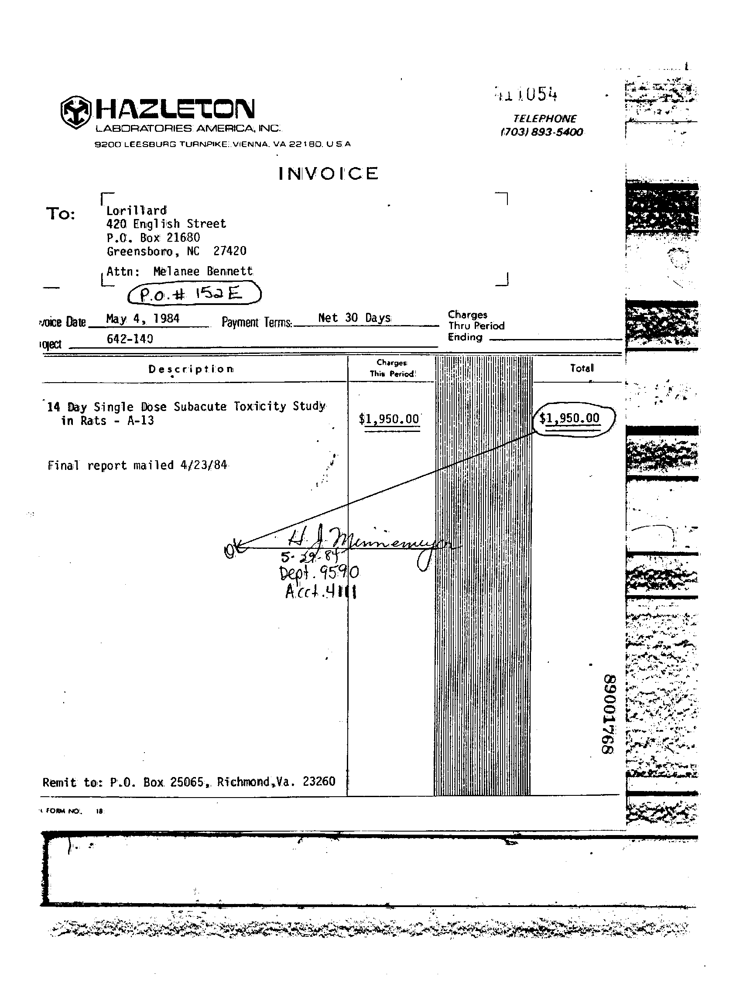 HAZLETON
LABORATORIES AMERICA, INC.
9200 LEESBURG TURNPIKE, VIENNA, VA 22180, U S A
TELEPHONE
(703) 893-5400
INVOICE
To:
Lorillard
420 English Street
P.O. Box 21680
Greensboro, NC 27420
Attn: Melanee Bennett
P.O.# 152E
voice Date May 4, 1984 Payment Terms: Net 30 Days Charges Thru Period Ending
oject 642-140
Description Charges This Period Total
14 Day Single Dose Subacute Toxicity Study
in Rats - A-13 $1,950.00 $1,950.00
Final report mailed 4/23/84
OK H. J. Minnemeyer
5-29-84
Dept. 9590
Acct. 4111
89001768
Remit to: P.O. Box 25065, Richmond,Va. 23260
FORM NO. 18